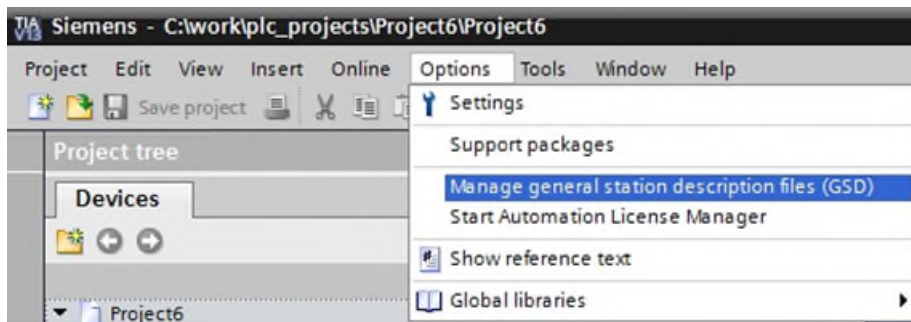 TIA V13 Siemens - C:\work\plc_projects\Project6\Project6
Project Edit View Insert Online Options Tools Window Help
Save project
Settings
Support packages
Project tree
Manage general station description files (GSD)
Devices
Start Automation License Manager
Show reference text
Global libraries
Project6